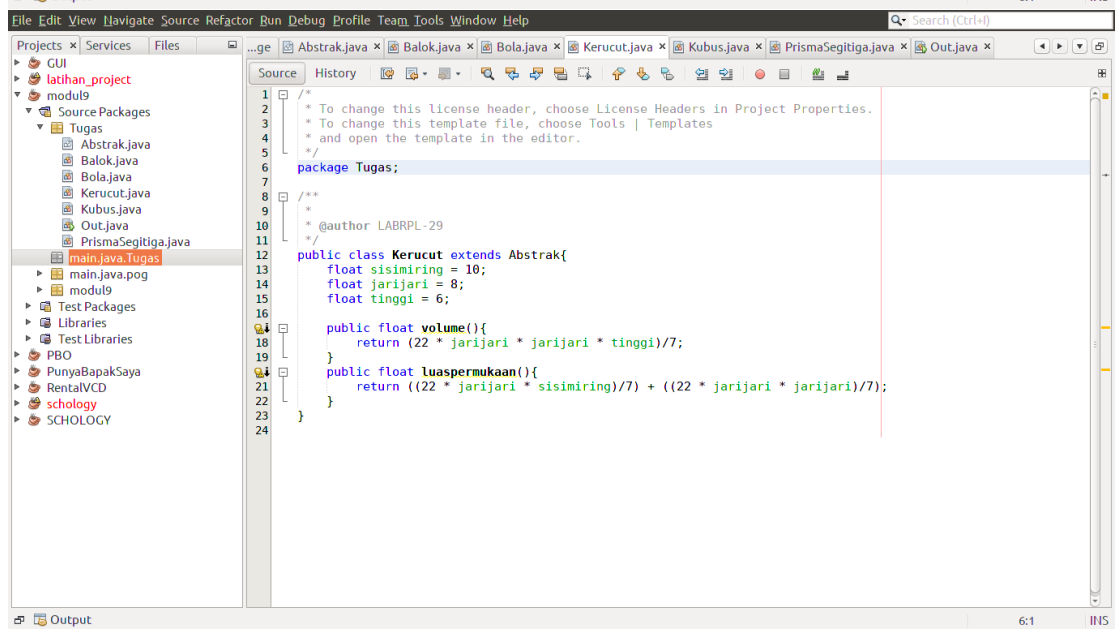 File Edit View Navigate Source Refactor Run Debug Profile Team Tools Window Help
Search (Ctrl+I)
Projects × Services Files
...ge Abstrak.java × Balok.java × Bola.java × Kerucut.java × Kubus.java × PrismaSegitiga.java × Out.java ×
Source History
GUI
latihan_project
modul9
Source Packages
Tugas
Abstrak.java
Balok.java
Bola.java
Kerucut.java
Kubus.java
Out.java
PrismaSegitiga.java
main.java.Tugas
main.java.pog
modul9
Test Packages
Libraries
Test Libraries
PBO
PunyaBapakSaya
RentalVCD
schology
SCHOLOGY
1 /*
2 * To change this license header, choose License Headers in Project Properties.
3 * To change this template file, choose Tools | Templates
4 * and open the template in the editor.
5 */
6 package Tugas;
7
8 /**
9 *
10 * @author LABRPL-29
11 */
12 public class Kerucut extends Abstrak{
13 float sisimiring = 10;
14 float jarijari = 8;
15 float tinggi = 6;
16
public float volume(){
18 return (22 * jarijari * jarijari * tinggi)/7;
19 }
public float luaspermukaan(){
21 return ((22 * jarijari * sisimiring)/7) + ((22 * jarijari * jarijari)/7);
22 }
23 }
24
Output
6:1 INS